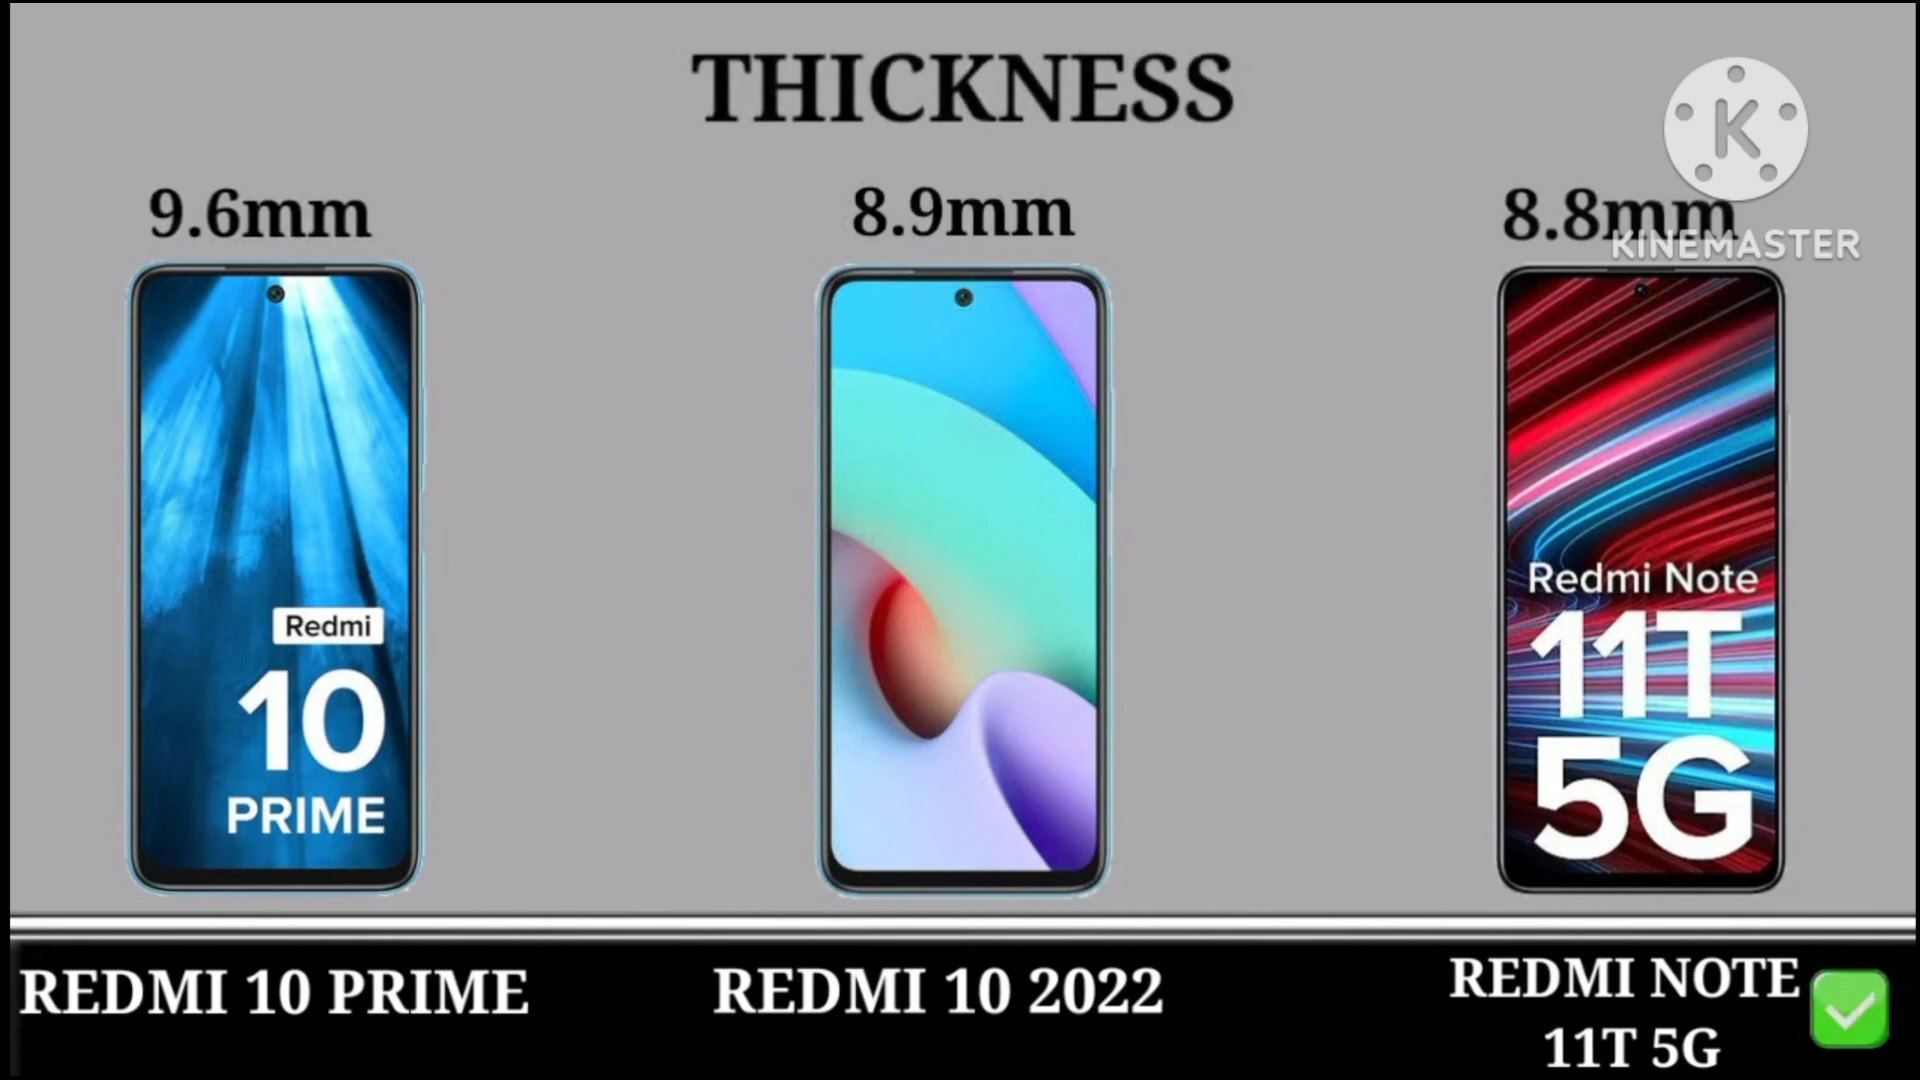 THICKNESS
K
KINEMASTER
9.6mm
8.9mm
8.8mm
Redmi
10
PRIME
Redmi Note
11T
5G
REDMI 10 PRIME
REDMI 10 2022
REDMI NOTE
11T 5G